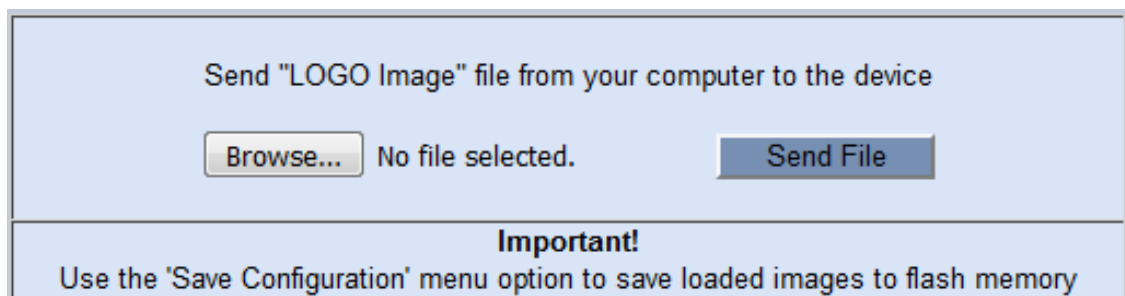 Send "LOGO Image" file from your computer to the device
Browse... No file selected. Send File
Important!
Use the 'Save Configuration' menu option to save loaded images to flash memory